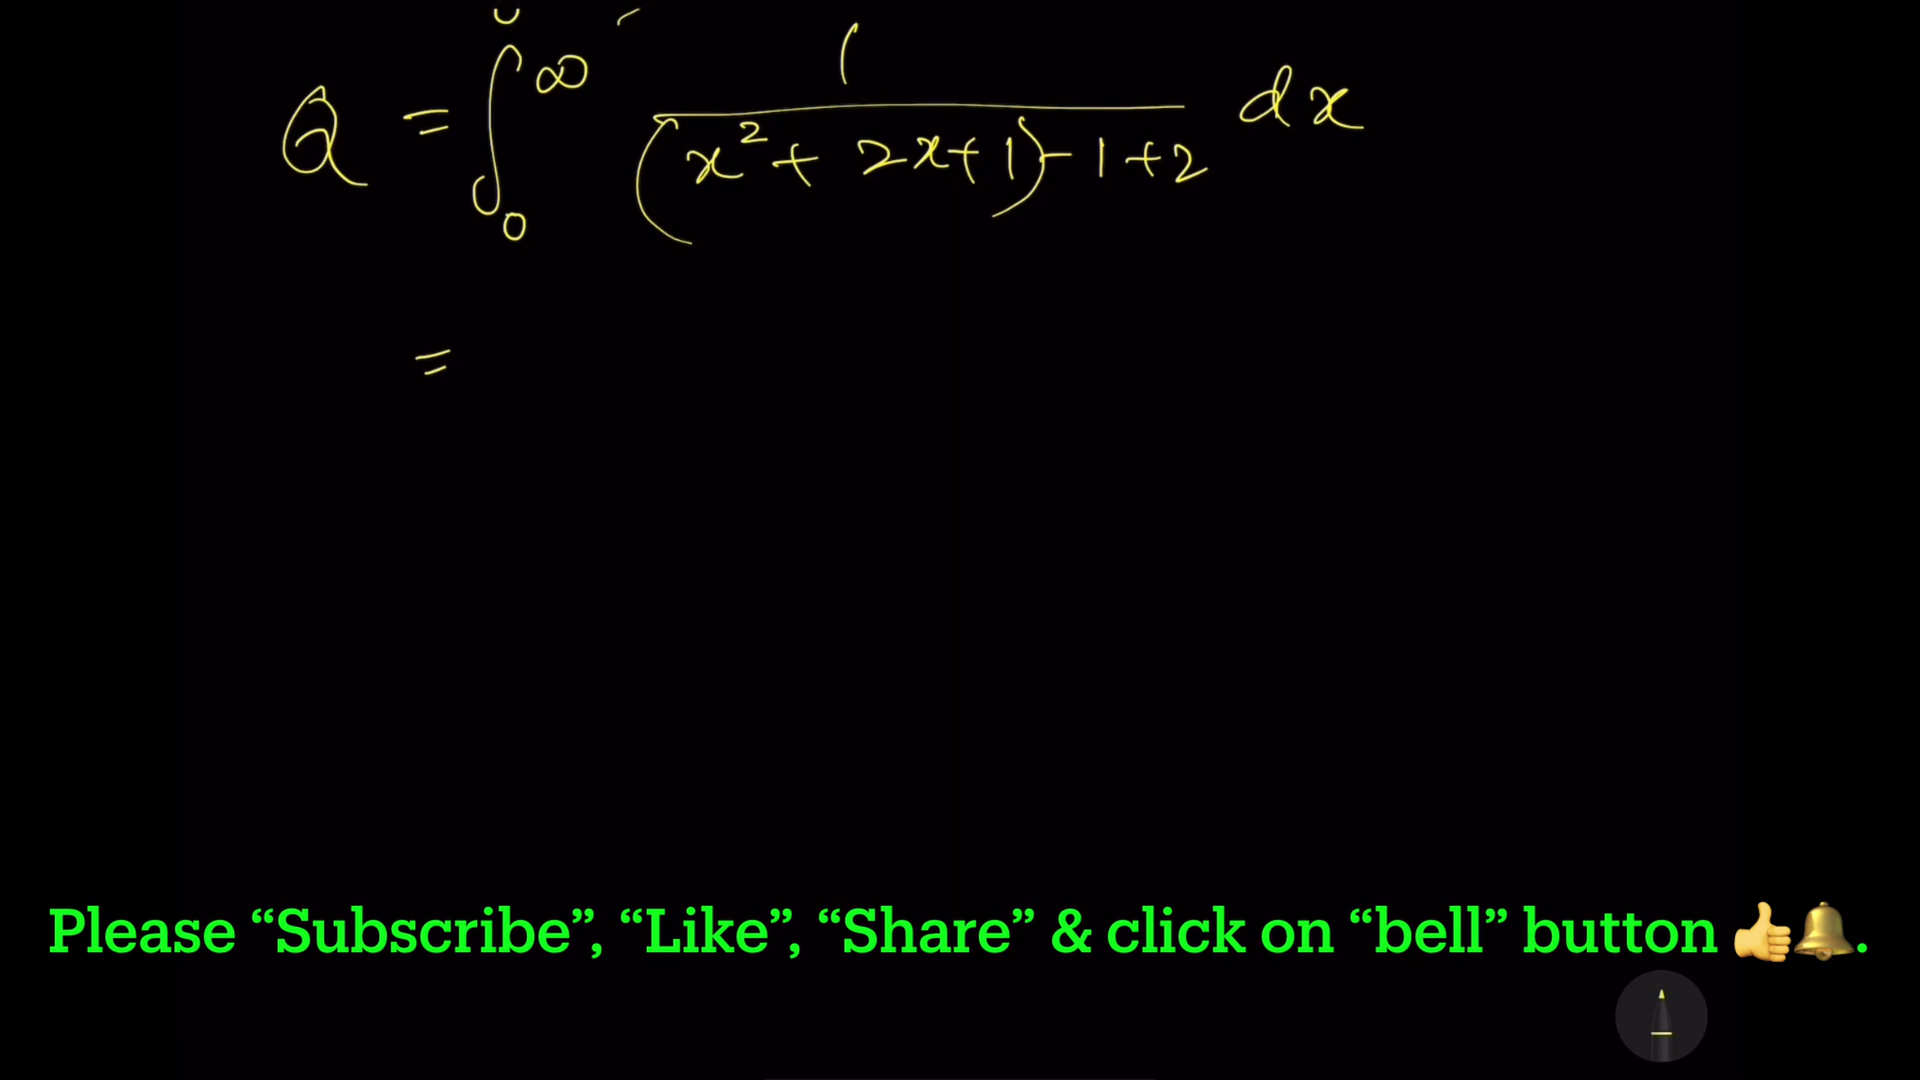 Q = ∫₀^∞ 1/((x² + 2x + 1) - 1 + 2) dx
=
Please “Subscribe”, “Like”, “Share” & click on “bell” button 👍🔔.